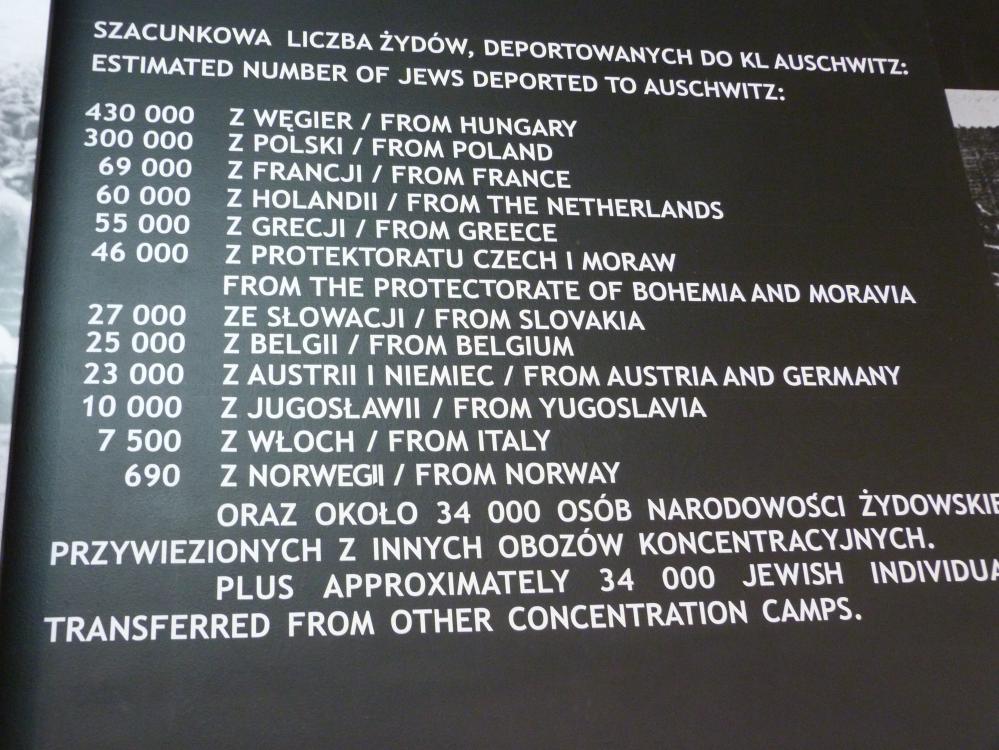 SZACUNKOWA LICZBA ŻYDÓW, DEPORTOWANYCH DO KL AUSCHWITZ:
ESTIMATED NUMBER OF JEWS DEPORTED TO AUSCHWITZ:
430 000 Z WĘGIER / FROM HUNGARY
300 000 Z POLSKI / FROM POLAND
69 000 Z FRANCJI / FROM FRANCE
60 000 Z HOLANDII / FROM THE NETHERLANDS
55 000 Z GRECJI / FROM GREECE
46 000 Z PROTEKTORATU CZECH I MORAW
FROM THE PROTECTORATE OF BOHEMIA AND MORAVIA
27 000 ZE SŁOWACJI / FROM SLOVAKIA
25 000 Z BELGII / FROM BELGIUM
23 000 Z AUSTRII I NIEMIEC / FROM AUSTRIA AND GERMANY
10 000 Z JUGOSŁAWII / FROM YUGOSLAVIA
7 500 Z WŁOCH / FROM ITALY
690 Z NORWEGII / FROM NORWAY
ORAZ OKOŁO 34 000 OSÓB NARODOWOŚCI ŻYDOWSKIE
PRZYWIEZIONYCH Z INNYCH OBOZÓW KONCENTRACYJNYCH.
PLUS APPROXIMATELY 34 000 JEWISH INDIVIDUA
TRANSFERRED FROM OTHER CONCENTRATION CAMPS.